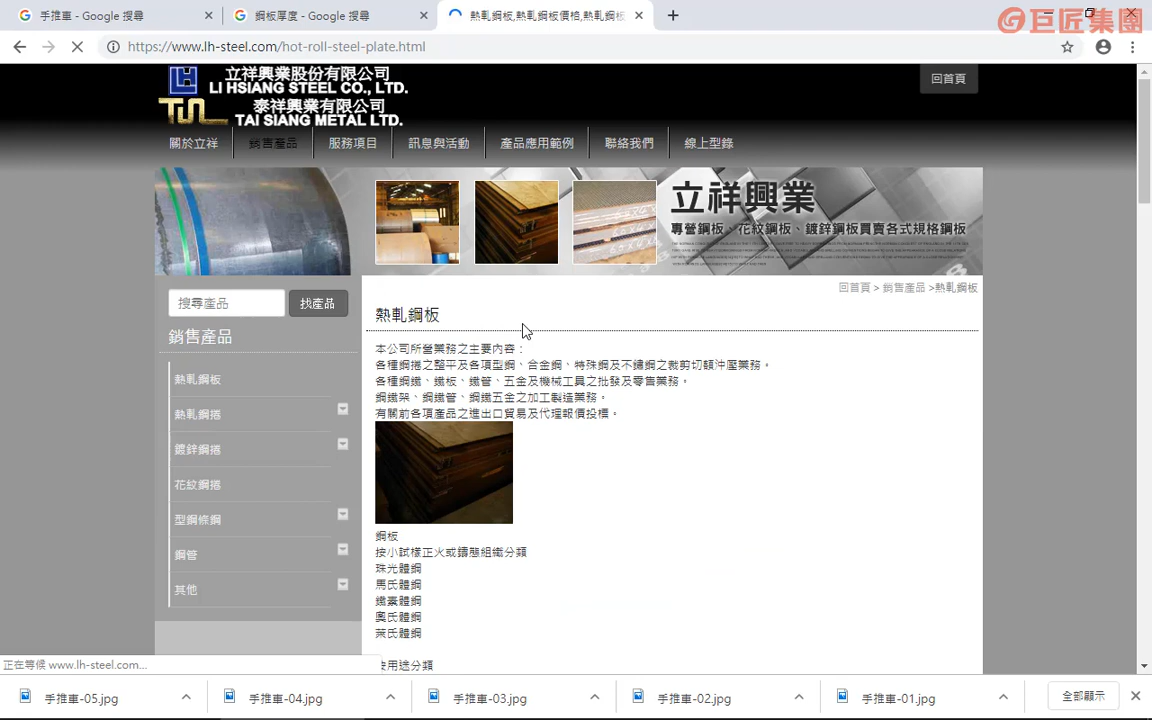 手推車 - Google 搜尋
鋼板厚度 - Google 搜尋
熱軋鋼板,熱軋鋼板價格,熱軋鋼板
巨匠集團
https://www.lh-steel.com/hot-roll-steel-plate.html
立祥興業股份有限公司
LI HSIANG STEEL CO., LTD.
泰祥興業有限公司
TAI SIANG METAL LTD.
回首頁
關於立祥
銷售產品
服務項目
訊息與活動
產品應用範例
聯絡我們
線上型錄
立祥興業
專營鋼板、花紋鋼板、鍍鋅鋼板買賣各式規格鋼板
回首頁 > 銷售產品 >熱軋鋼板
搜尋產品
找產品
銷售產品
熱軋鋼板
熱軋鋼捲
鍍鋅鋼捲
花紋鋼捲
型鋼條鋼
鋼管
其他
熱軋鋼板
本公司所營業務之主要內容：
各種鋼捲之整平及各項型鋼、合金鋼、特殊鋼及不鏽鋼之裁剪切頓沖壓業務。
各種鋼鐵、鐵板、鐵管、五金及機械工具之批發及零售業務。
鋼鐵架、鋼鐵管、鋼鐵五金之加工製造業務。
有關前各項產品之進出口貿易及代理報價投標。
鋼板
按小試樣正火或鑄態組織分類
珠光體鋼
馬氏體鋼
鐵素體鋼
奧氏體鋼
萊氏體鋼
使用途分類
正在等候 www.lh-steel.com...
手推車-05.jpg
手推車-04.jpg
手推車-03.jpg
手推車-02.jpg
手推車-01.jpg
全部顯示